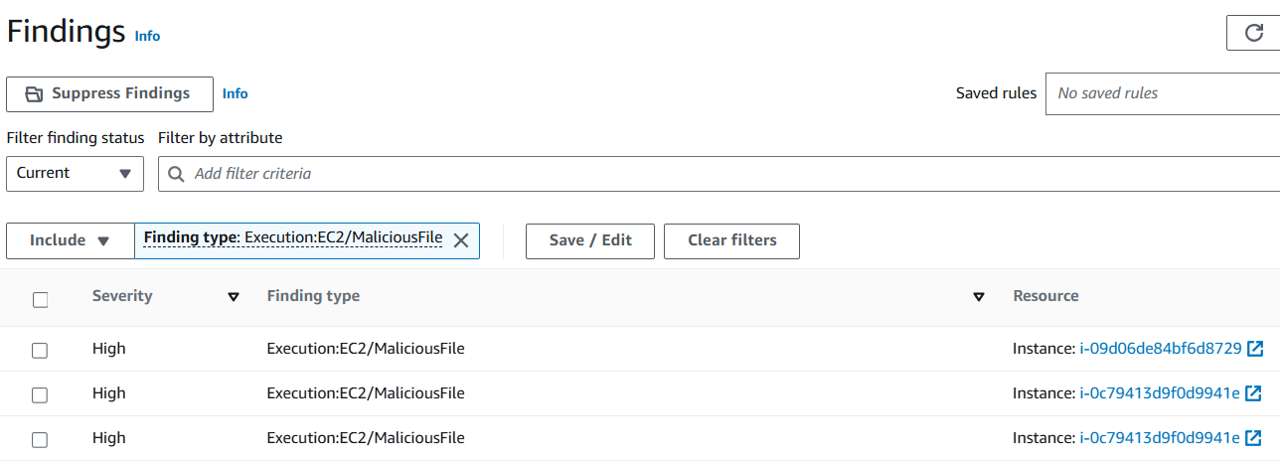 Findings Info
Suppress Findings Info Saved rules No saved rules
Filter finding status Filter by attribute
Current Add filter criteria
Include Finding type: Execution:EC2/MaliciousFile Save / Edit Clear filters
Severity Finding type Resource
High Execution:EC2/MaliciousFile Instance: i-09d06de84bf6d8729
High Execution:EC2/MaliciousFile Instance: i-0c79413d9f0d9941e
High Execution:EC2/MaliciousFile Instance: i-0c79413d9f0d9941e